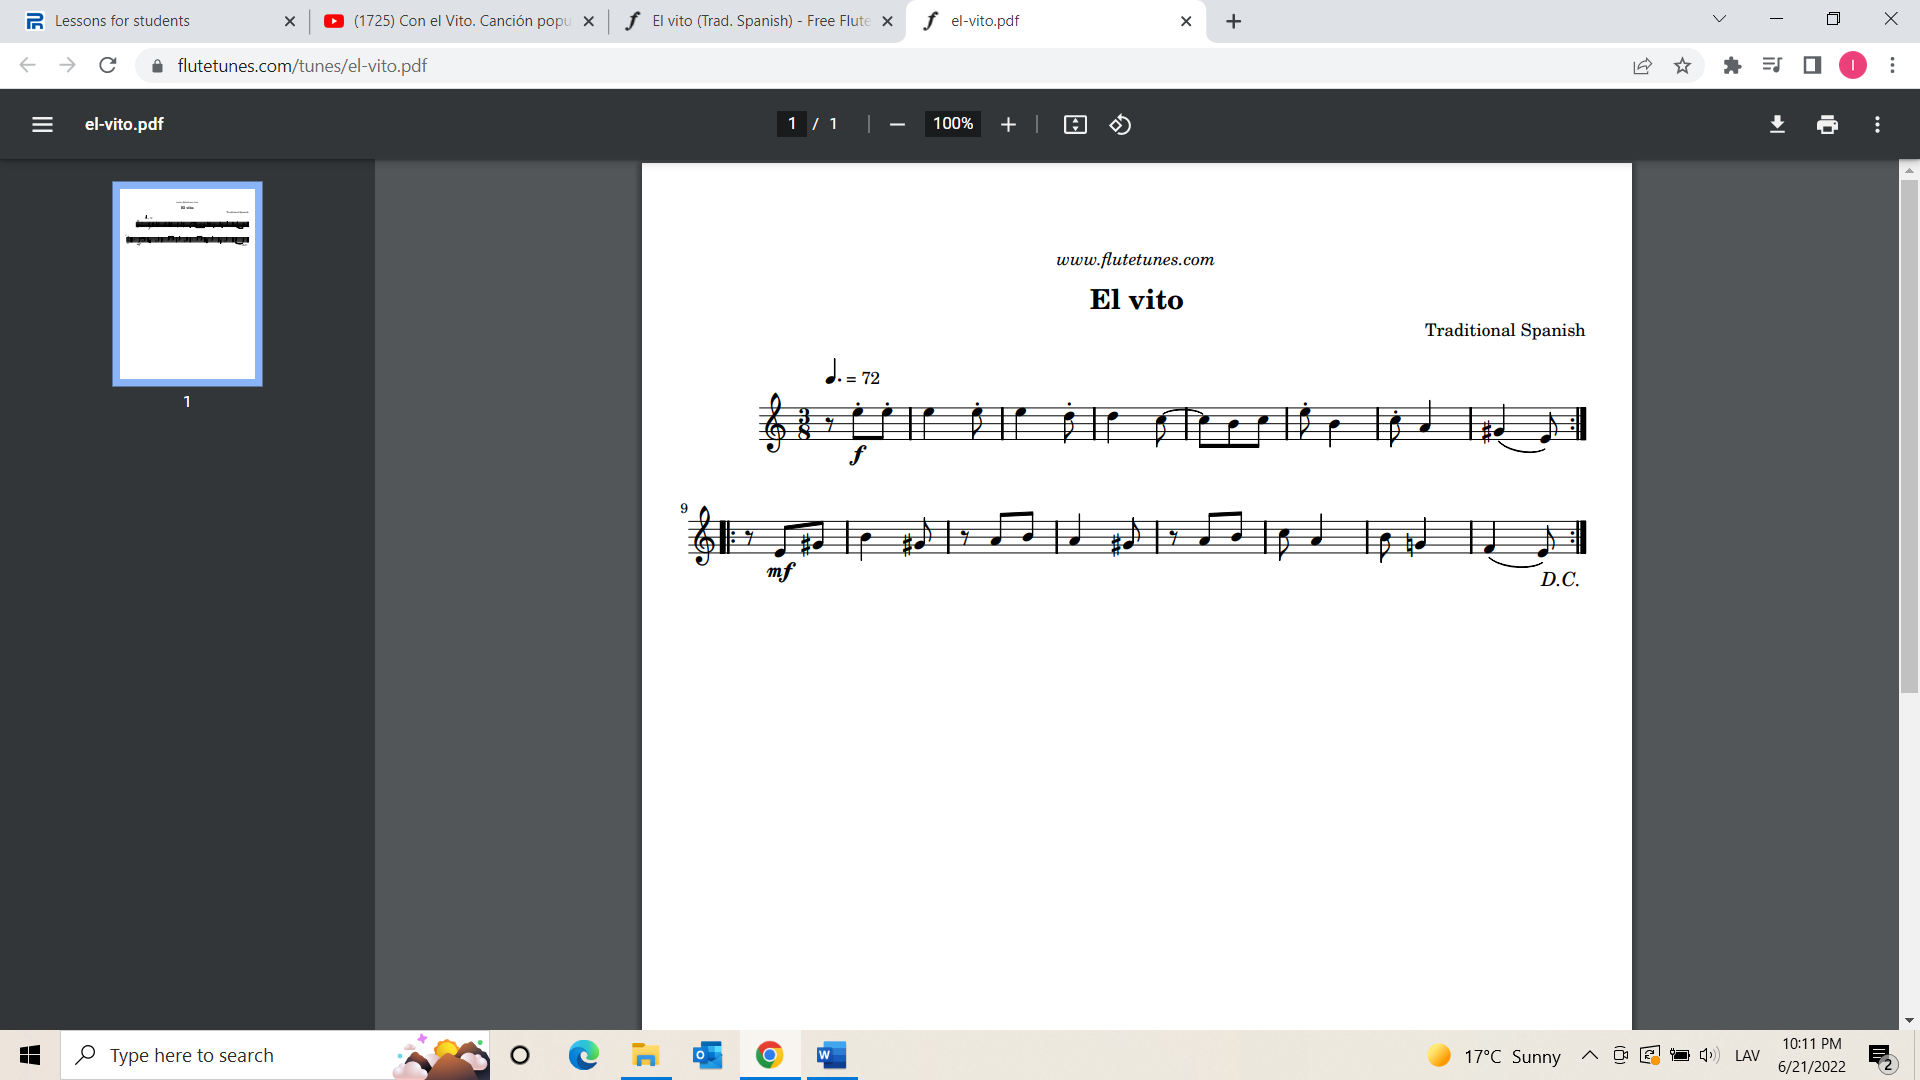 Lessons for students
(1725) Con el Vito. Canción popu
El vito (Trad. Spanish) - Free Flute
el-vito.pdf
flutetunes.com/tunes/el-vito.pdf
I
el-vito.pdf
1 / 1
100%
1
www.flutetunes.com
El vito
Traditional Spanish
= 72
3
8
f
9
mf
D.C.
Type here to search
17°C Sunny
LAV
10:11 PM
6/21/2022
2